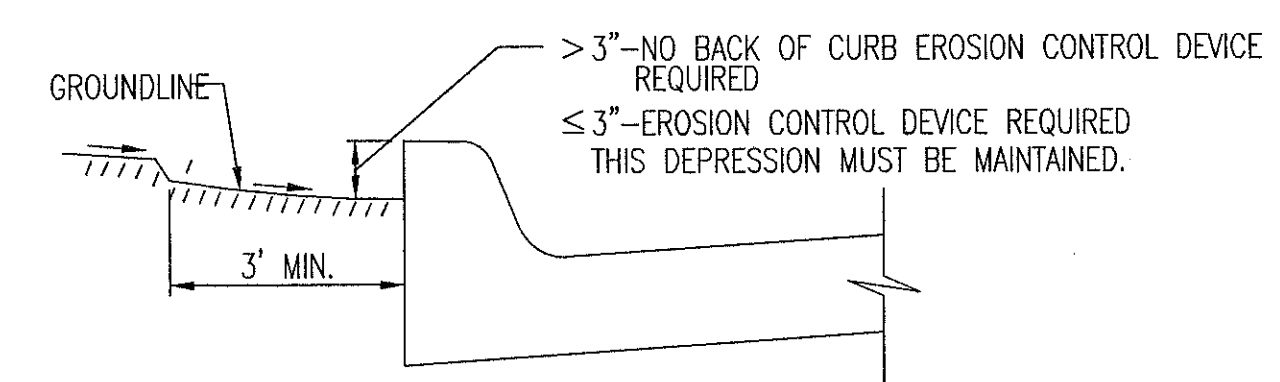 >3"-NO BACK OF CURB EROSION CONTROL DEVICE
REQUIRED
GROUNDLINE
≤3"-EROSION CONTROL DEVICE REQUIRED
THIS DEPRESSION MUST BE MAINTAINED.
3' MIN.